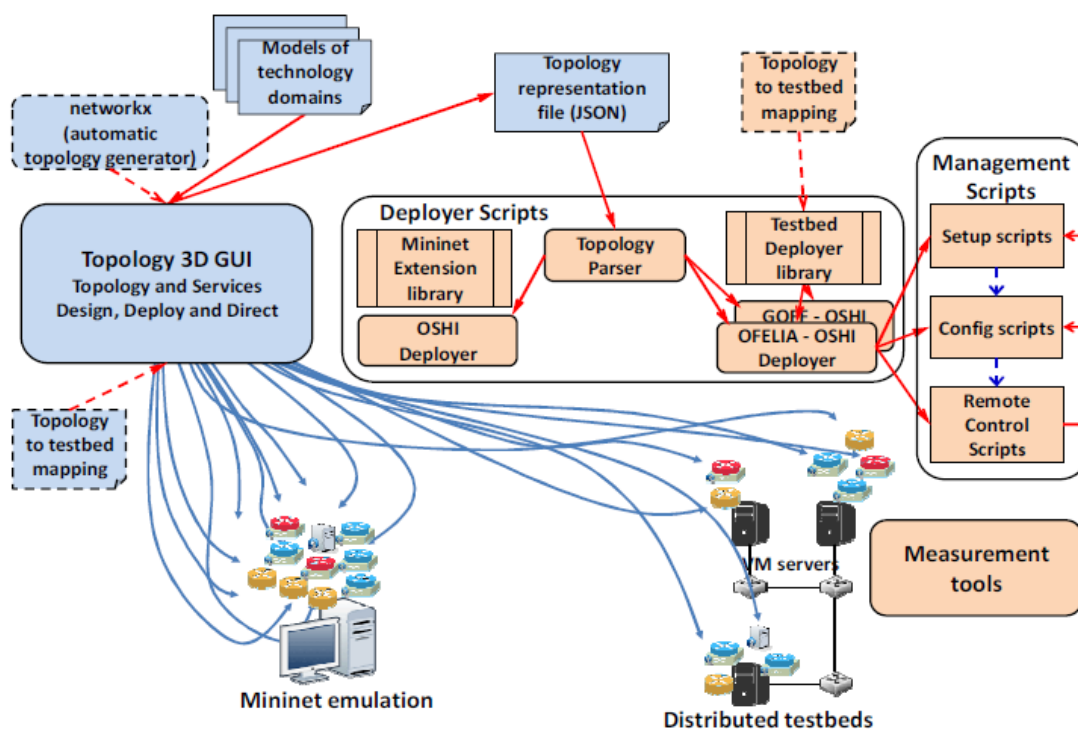 Models of
technology
domains
Topology
representation
file (JSON)
Topology
to testbed
mapping
networkx
(automatic
topology generator)
Management
Scripts
Setup scripts
Config scripts
Remote
Control
Scripts
Deployer Scripts
Mininet
Extension
library
Topology
Parser
Testbed
Deployer
library
OSHI
Deployer
GOFF - OSHI
OFELIA - OSHI
Deployer
Topology 3D GUI
Topology and Services
Design, Deploy and Direct
Topology
to testbed
mapping
VM servers
Measurement
tools
Mininet emulation
Distributed testbeds